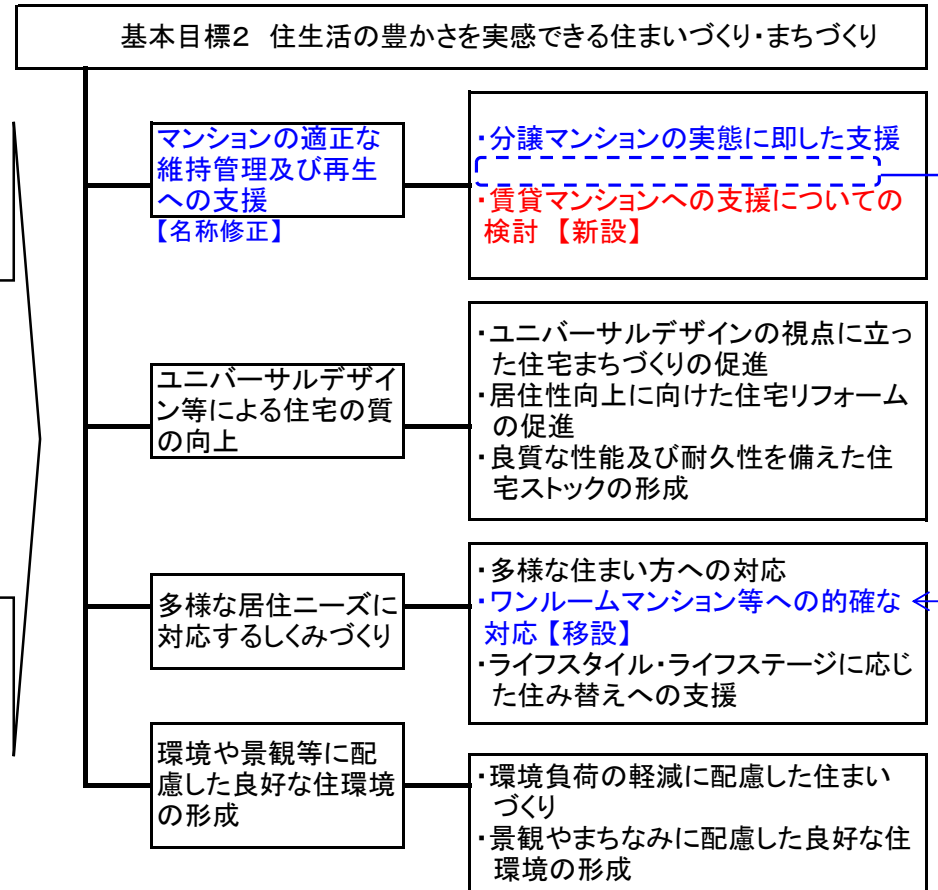 基本目標2 住生活の豊かさを実感できる住まいづくり・まちづくり
マンションの適正な
維持管理及び再生
への支援
【名称修正】
・分譲マンションの実態に即した支援
・賃貸マンションへの支援についての
検討 【新設】
ユニバーサルデザイ
ン等による住宅の質
の向上
・ユニバーサルデザインの視点に立っ
た住宅まちづくりの促進
・居住性向上に向けた住宅リフォーム
の促進
・良質な性能及び耐久性を備えた住
宅ストックの形成
多様な居住ニーズに
対応するしくみづくり
・多様な住まい方への対応
・ワンルームマンション等への的確な
対応【移設】
・ライフスタイル・ライフステージに応じ
た住み替えへの支援
環境や景観等に配
慮した良好な住環境
の形成
・環境負荷の軽減に配慮した住まい
づくり
・景観やまちなみに配慮した良好な住
環境の形成